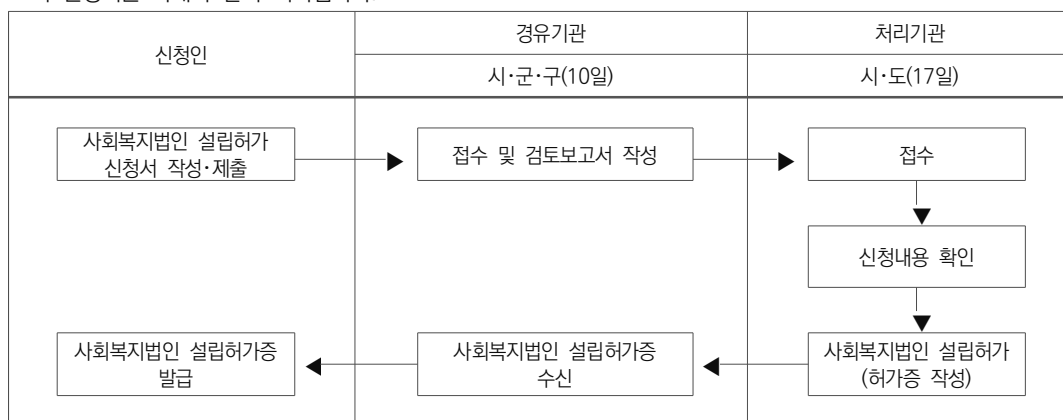 신청인
경유기관
처리기관
시·군·구(10일)
시·도(17일)
사회복지법인 설립허가
신청서 작성·제출
접수 및 검토보고서 작성
접수
신청내용 확인
사회복지법인 설립허가증
발급
사회복지법인 설립허가증
수신
사회복지법인 설립허가
(허가증 작성)